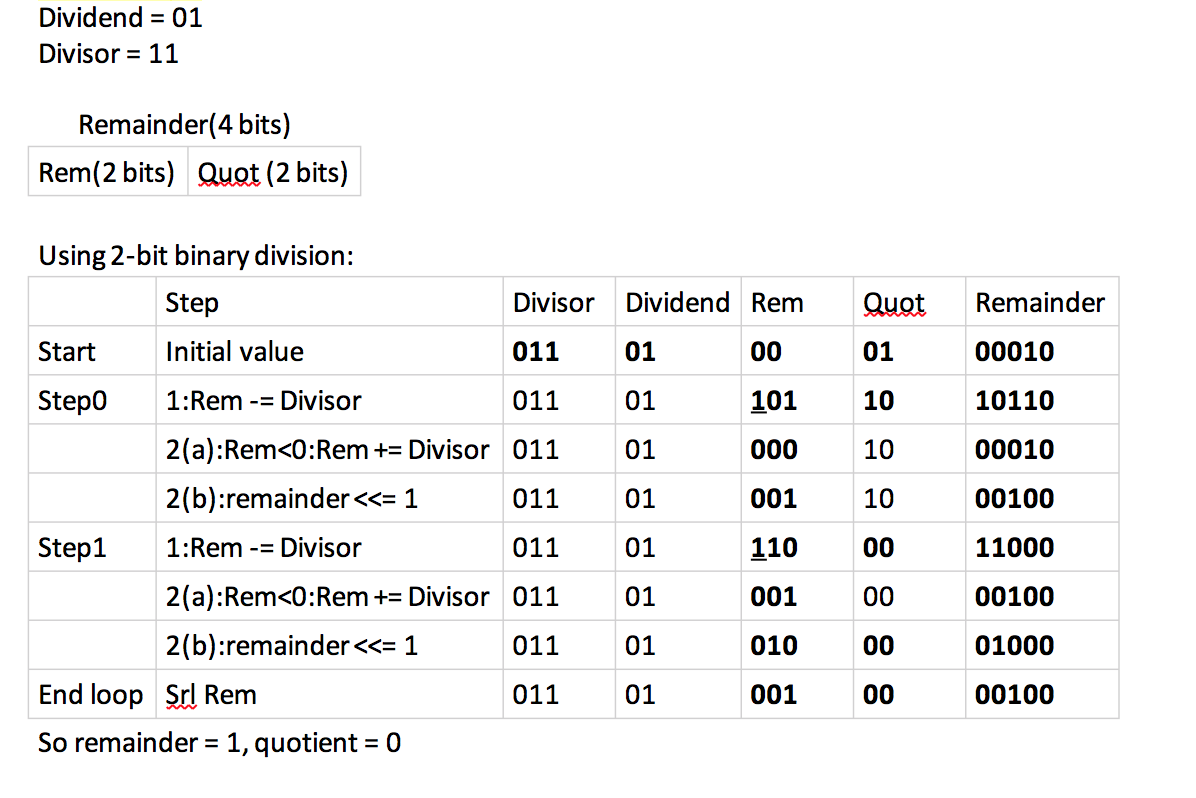 Dividend = 01
Divisor = 11
Remainder(4 bits)
Rem(2 bits) Quot (2 bits)
Using 2-bit binary division:
Step Divisor Dividend Rem Quot Remainder
Start Initial value 011 01 00 01 00010
Step0 1:Rem -= Divisor 011 01 101 10 10110
2(a):Rem<0:Rem += Divisor 011 01 000 10 00010
2(b):remainder <<= 1 011 01 001 10 00100
Step1 1:Rem -= Divisor 011 01 110 00 11000
2(a):Rem<0:Rem += Divisor 011 01 001 00 00100
2(b):remainder <<= 1 011 01 010 00 01000
End loop Srl Rem 011 01 001 00 00100
So remainder = 1, quotient = 0